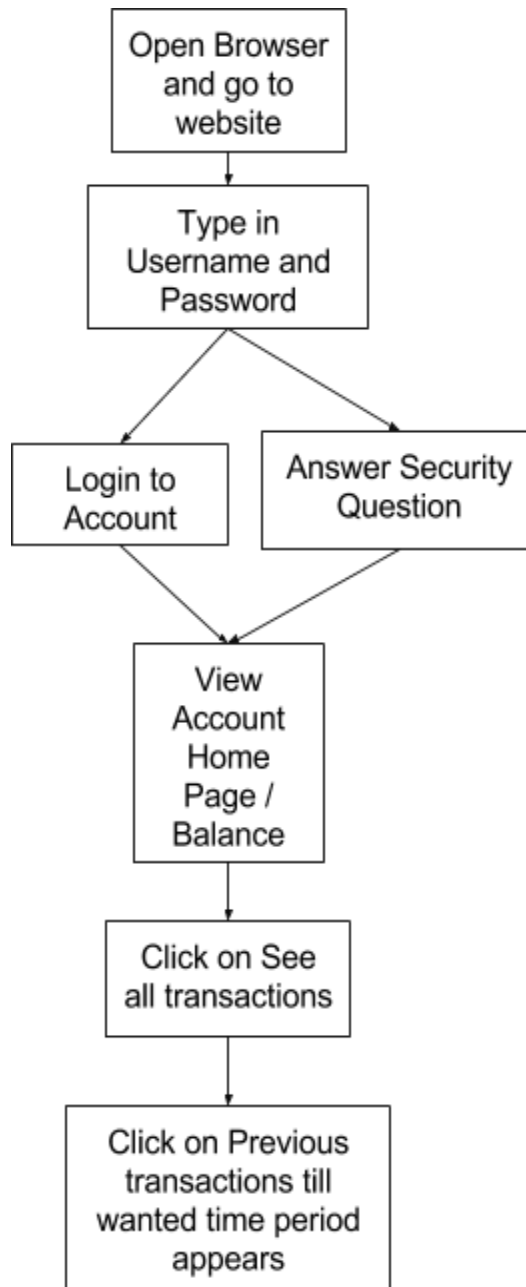 Open Browser
and go to
website
Type in
Username and
Password
Login to
Account
Answer Security
Question
View
Account
Home
Page /
Balance
Click on See
all transactions
Click on Previous
transactions till
wanted time period
appears